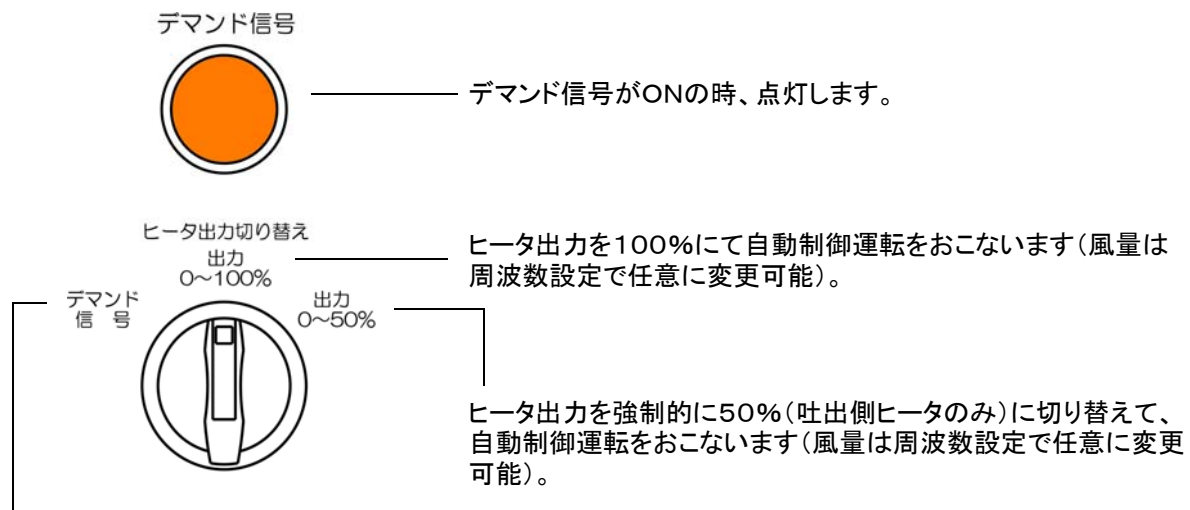 デマンド信号
デマンド信号がONの時、点灯します。
ヒータ出力切り替え
出力
0～100%
ヒータ出力を100%にて自動制御運転をおこないます(風量は
周波数設定で任意に変更可能)。
デマンド
信 号
出力
0～50%
ヒータ出力を強制的に50%(吐出側ヒータのみ)に切り替えて、
自動制御運転をおこないます(風量は周波数設定で任意に変更
可能)。